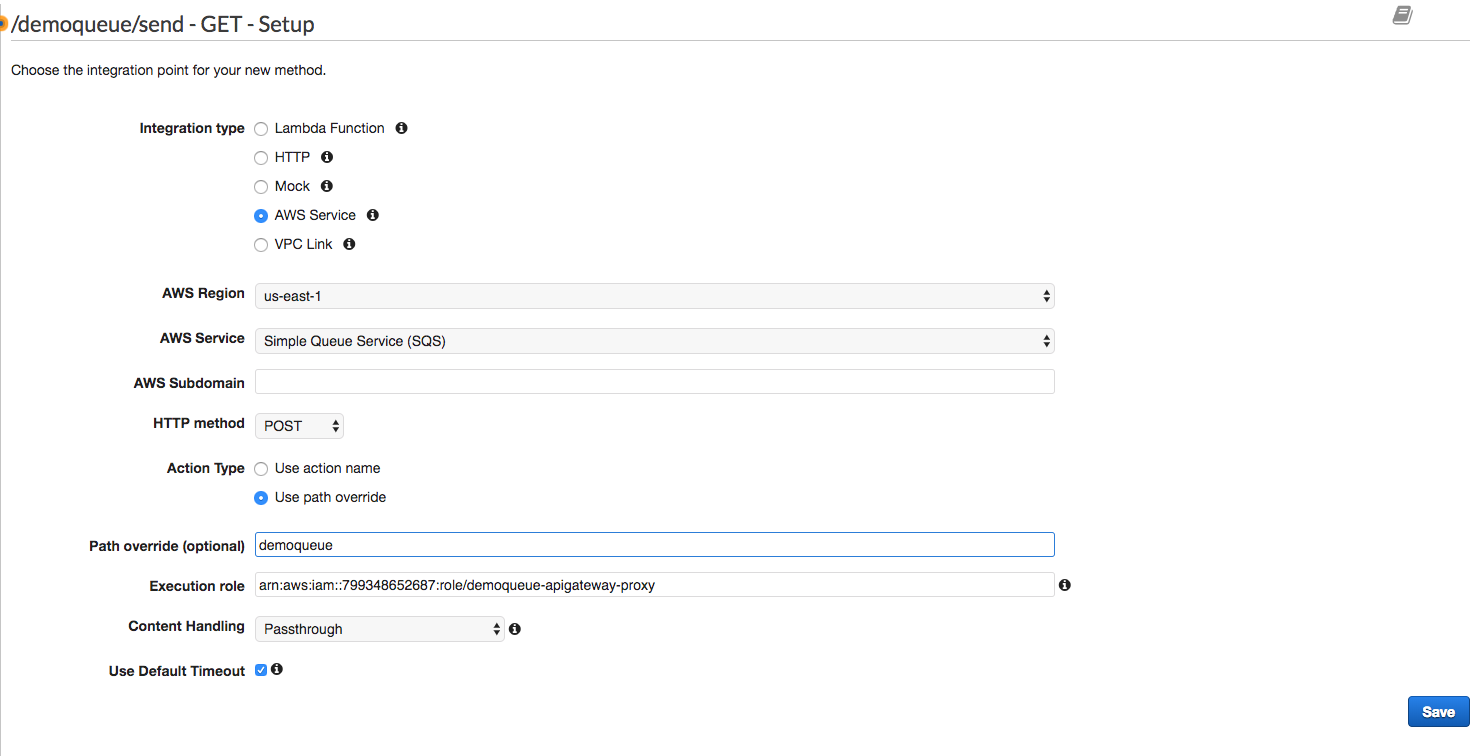 /demoqueue/send - GET - Setup
Choose the integration point for your new method.
Integration type Lambda Function
HTTP
Mock
AWS Service
VPC Link
AWS Region us-east-1
AWS Service Simple Queue Service (SQS)
AWS Subdomain
HTTP method POST
Action Type Use action name
Use path override
Path override (optional) demoqueue
Execution role arn:aws:iam::799348652687:role/demoqueue-apigateway-proxy
Content Handling Passthrough
Use Default Timeout
Save